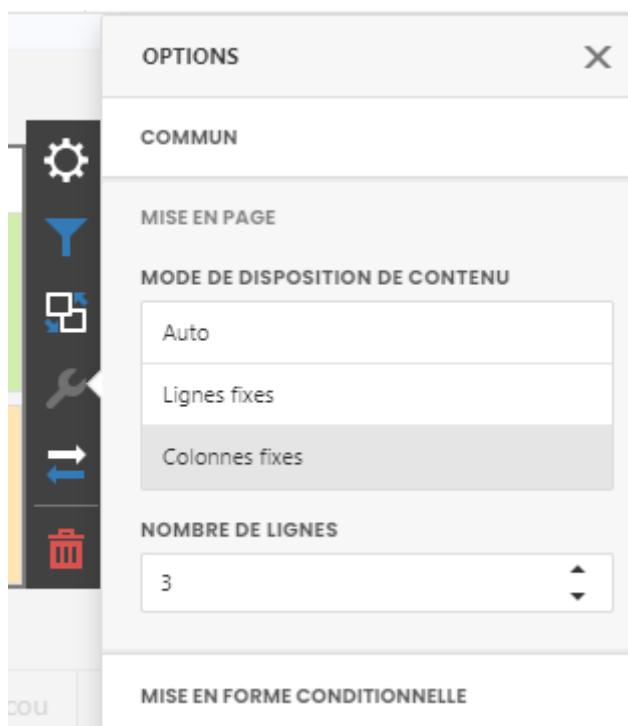 OPTIONS
COMMUN
MISE EN PAGE
MODE DE DISPOSITION DE CONTENU
Auto
Lignes fixes
Colonnes fixes
NOMBRE DE LIGNES
3
cou
MISE EN FORME CONDITIONNELLE